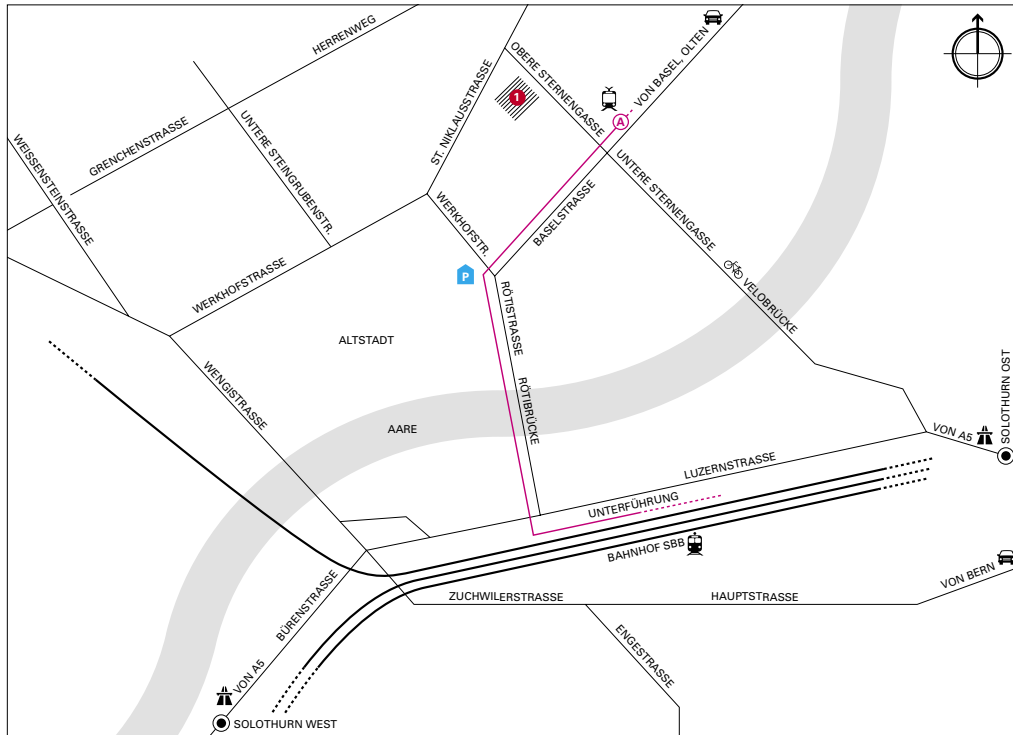 HERRENWEG
OBERE STERNENGASSE
VON BASEL, OLTEN
ST. NIKLAUSSTRASSE
1
A
GRENCHENSTRASSE
WEISSENSTEINSTRASSE
UNTERE STEINGRUBENSTR.
UNTERE STERNENGASSE
WERKHOFSTR.
BASELSTRASSE
WERKHOFSTRASSE
P
RÖTISTRASSE
VELOBRÜCKE
ALTSTADT
WENGISTRASSE
RÖTIBRÜCKE
AARE
SOLOTHURN OST
VON A5
LUZERNSTRASSE
UNTERFÜHRUNG
BAHNHOF SBB
BÜRENSTRASSE
ZUCHWILERSTRASSE
HAUPTSTRASSE
VON BERN
ENGESTRASSE
VON A5
SOLOTHURN WEST